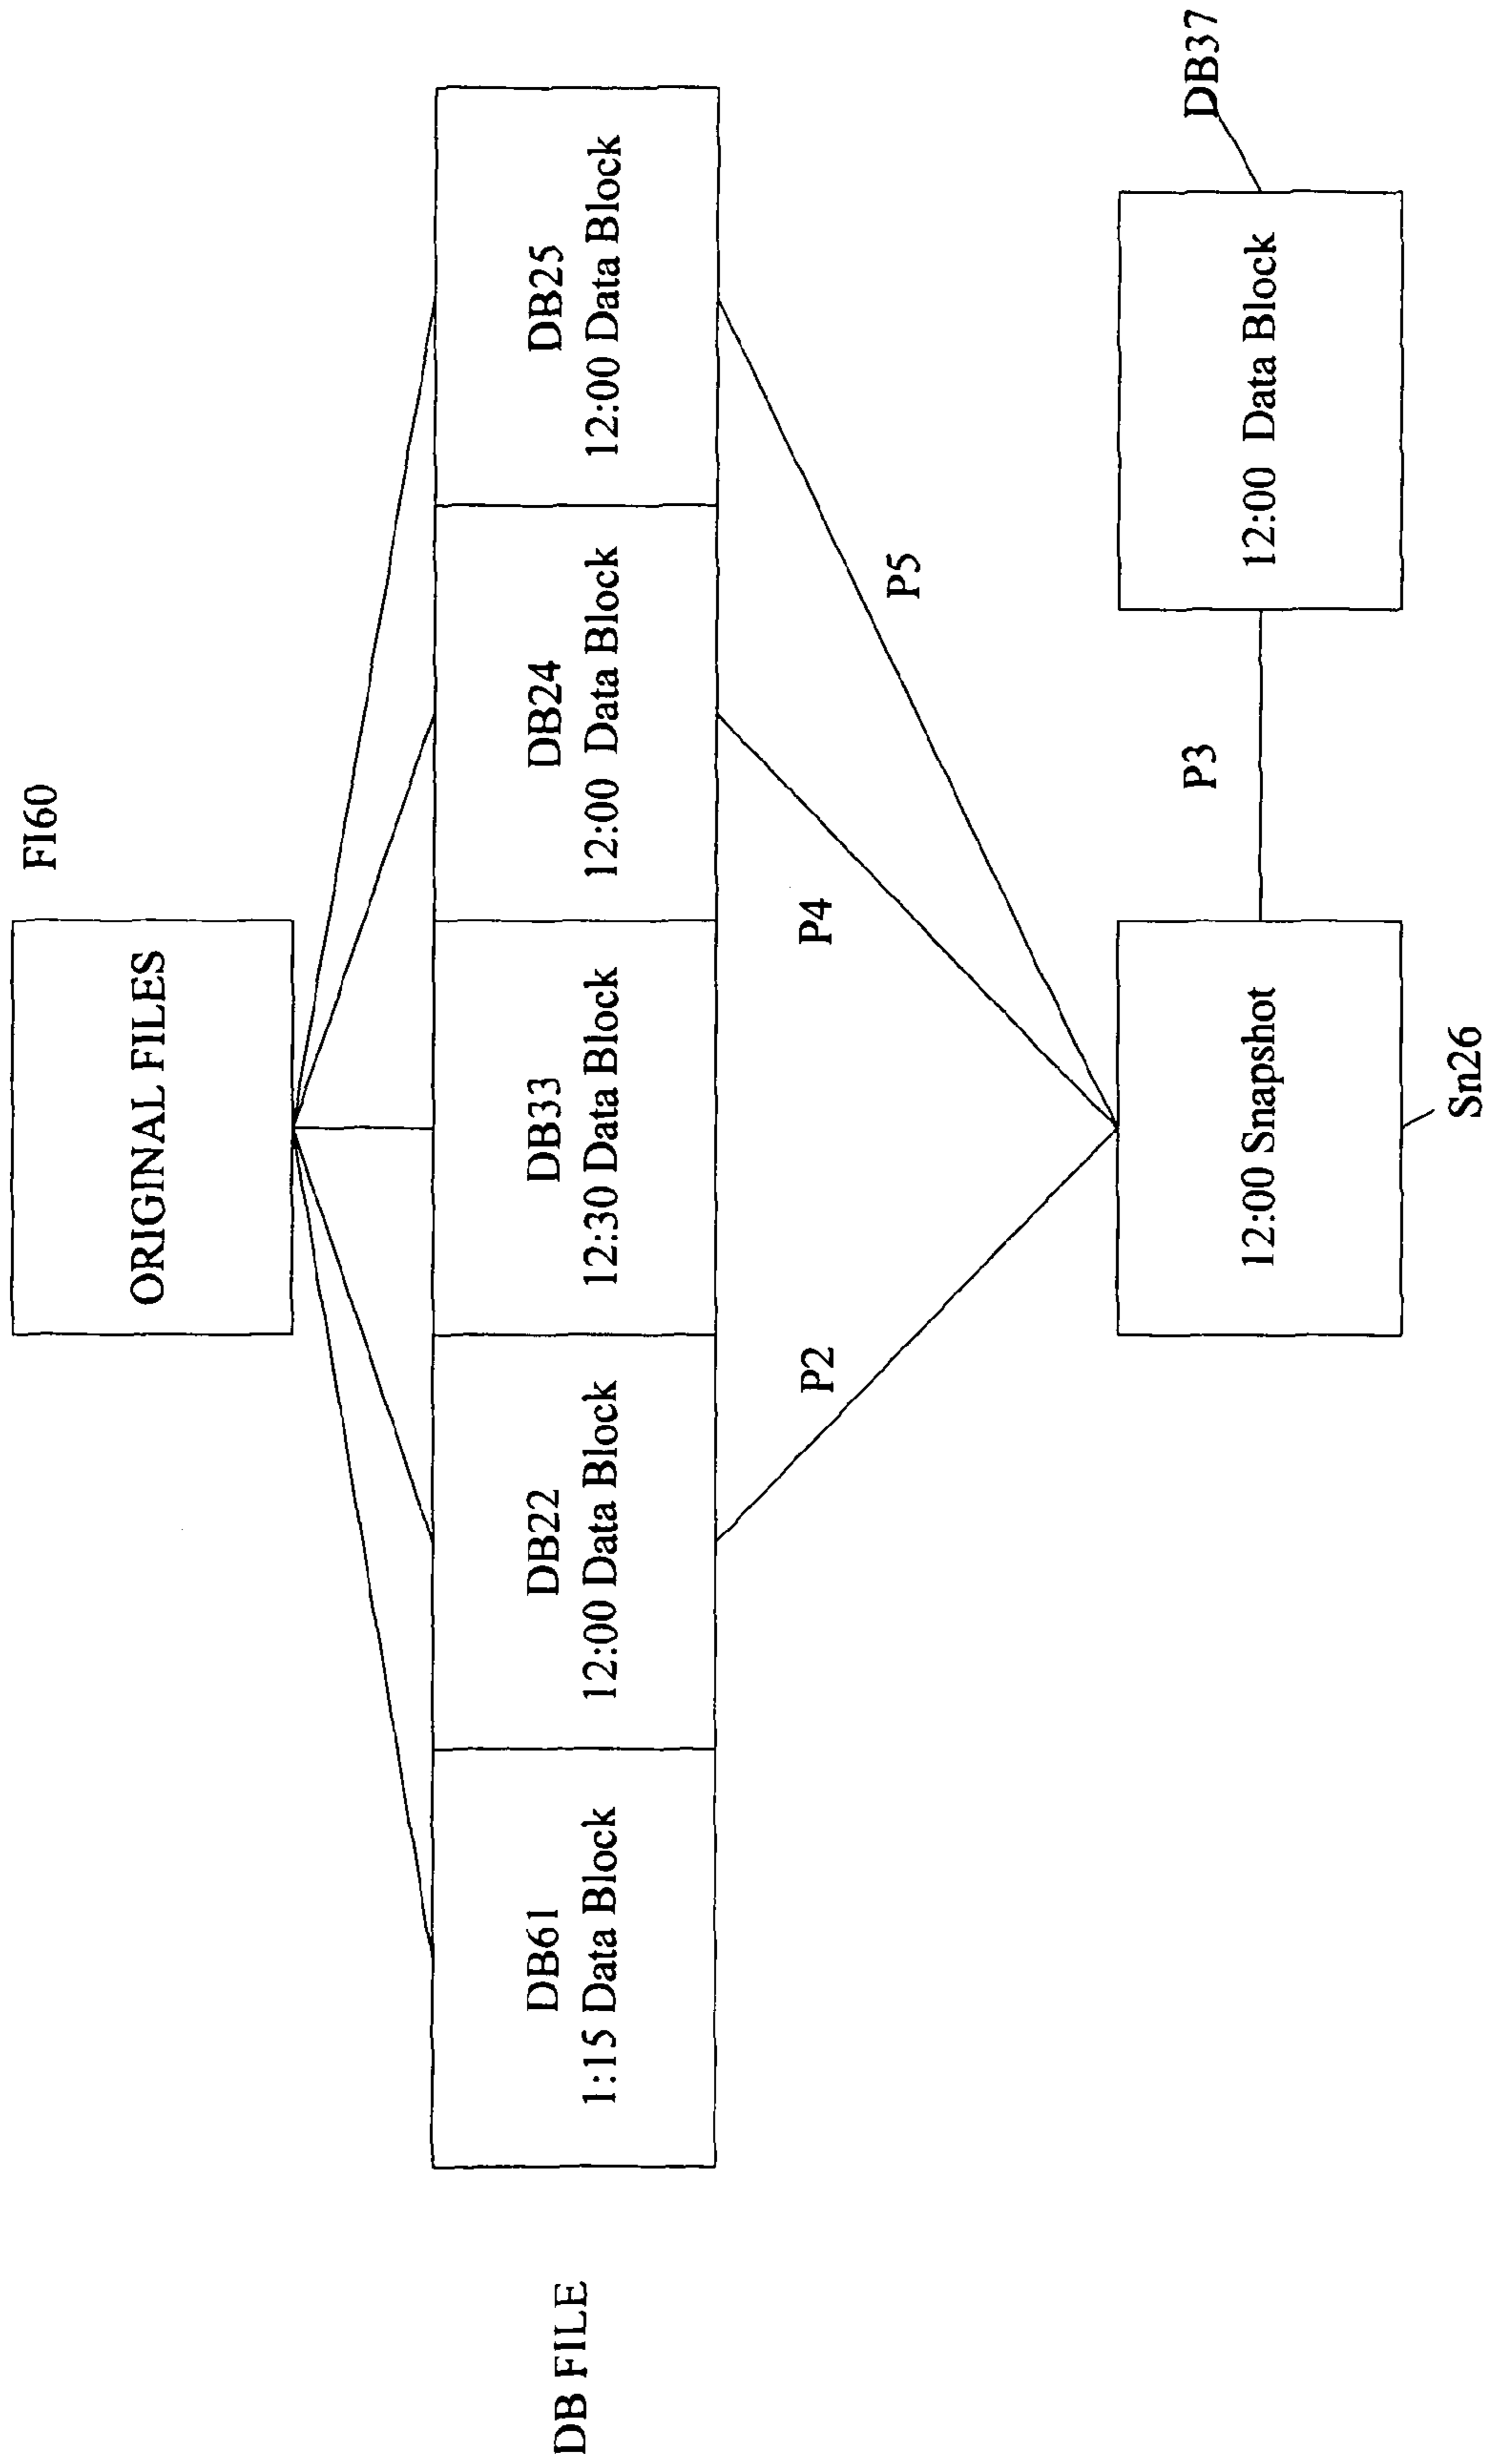 FI60
ORIGINAL FILES
DB FILE
DB61
1:15 Data Block
DB22
12:00 Data Block
DB33
12:30 Data Block
DB24
12:00 Data Block
DB25
12:00 Data Block
P2
P4
P5
12:00 Snapshot
Sn26
P3
12:00 Data Block
DB37